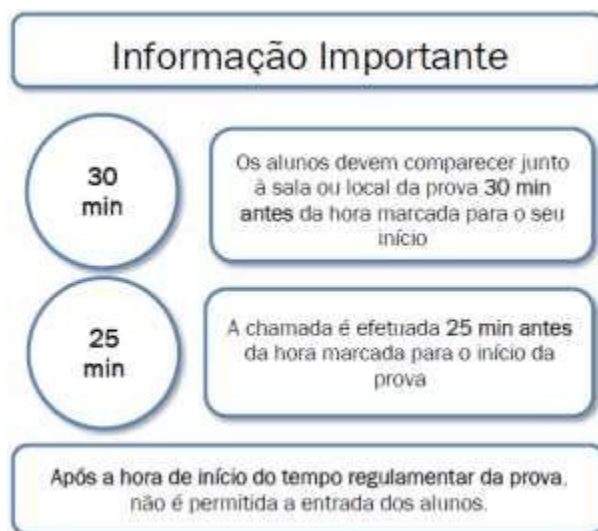 Informação Importante
30
min
Os alunos devem comparecer junto
à sala ou local da prova 30 min
antes da hora marcada para o seu
início
25
min
A chamada é efetuada 25 min antes
da hora marcada para o início da
prova
Após a hora de início do tempo regulamentar da prova,
não é permitida a entrada dos alunos.